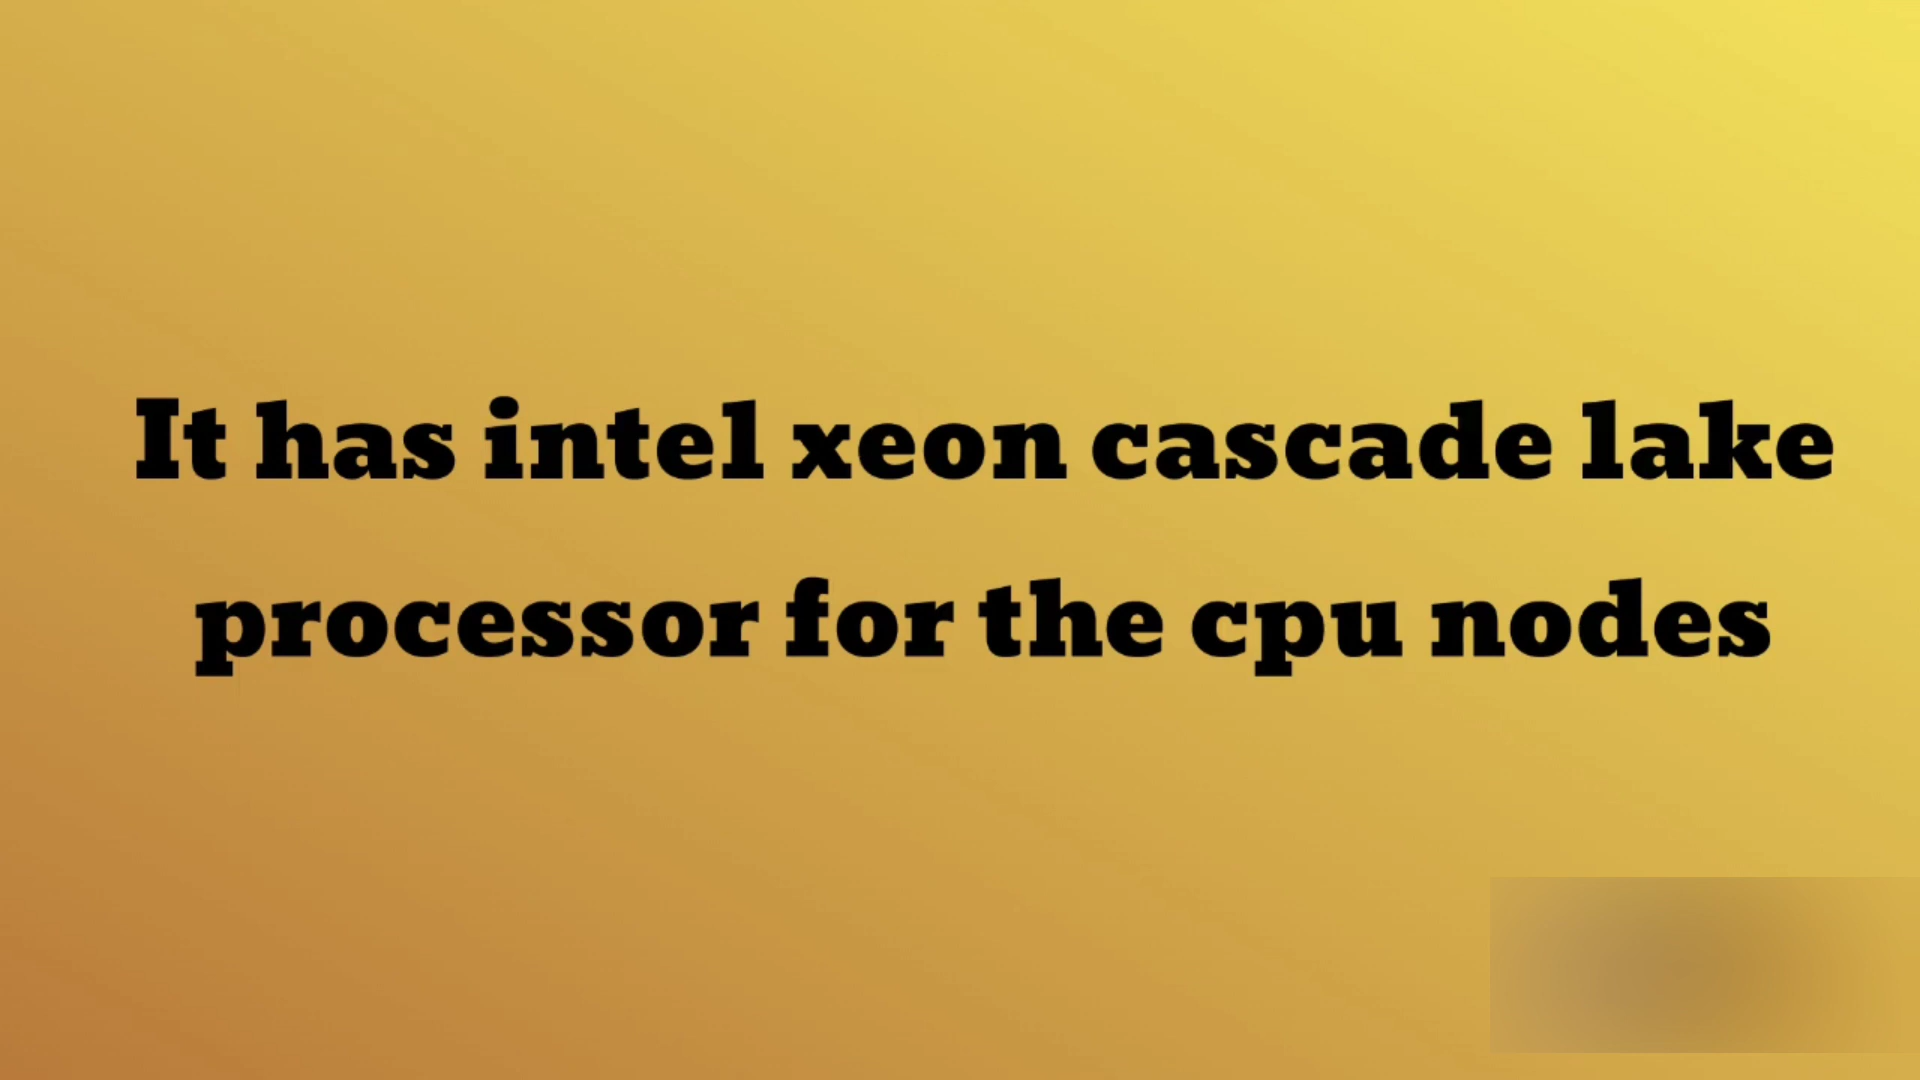 It has intel xeon cascade lake
processor for the cpu nodes